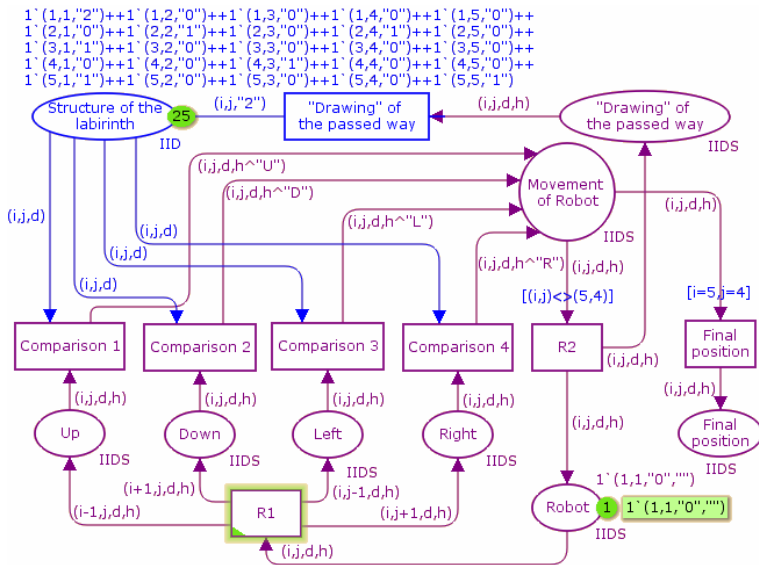 1`(1,1,"2")++1`(1,2,"0")++1`(1,3,"0")++1`(1,4,"0")++1`(1,5,"0")++
1`(2,1,"0")++1`(2,2,"1")++1`(2,3,"0")++1`(2,4,"1")++1`(2,5,"0")++
1`(3,1,"1")++1`(3,2,"0")++1`(3,3,"0")++1`(3,4,"0")++1`(3,5,"0")++
1`(4,1,"0")++1`(4,2,"0")++1`(4,3,"1")++1`(4,4,"0")++1`(4,5,"0")++
1`(5,1,"1")++1`(5,2,"0")++1`(5,3,"0")++1`(5,4,"0")++1`(5,5,"1")
Structure of the
labirinth
25
IID
(i,j,"2")
"Drawing" of
the passed way
(i,j,d,h)
"Drawing" of
the passed way
IIDS
(i,j,d,h^"U")
(i,j,d,h^"D")
(i,j,d,h^"L")
(i,j,d,h^"R")
Movement
of Robot
IIDS
(i,j,d)
(i,j,d)
(i,j,d)
(i,j,d)
(i,j,d,h)
(i,j,d,h)
[(i,j)<>(5,4)]
[i=5,j=4]
Comparison 1
Comparison 2
Comparison 3
Comparison 4
R2
(i,j,d,h)
Final
position
(i,j,d,h)
(i,j,d,h)
(i,j,d,h)
(i,j,d,h)
(i,j,d,h)
(i,j,d,h)
Up
IIDS
Down
IIDS
Left
IIDS
Right
IIDS
Final
position
IIDS
(i-1,j,d,h)
(i+1,j,d,h)
R1
(i,j-1,d,h)
(i,j+1,d,h)
1`(1,1,"0","")
Robot
1
1`(1,1,"0","")
IIDS
(i,j,d,h)